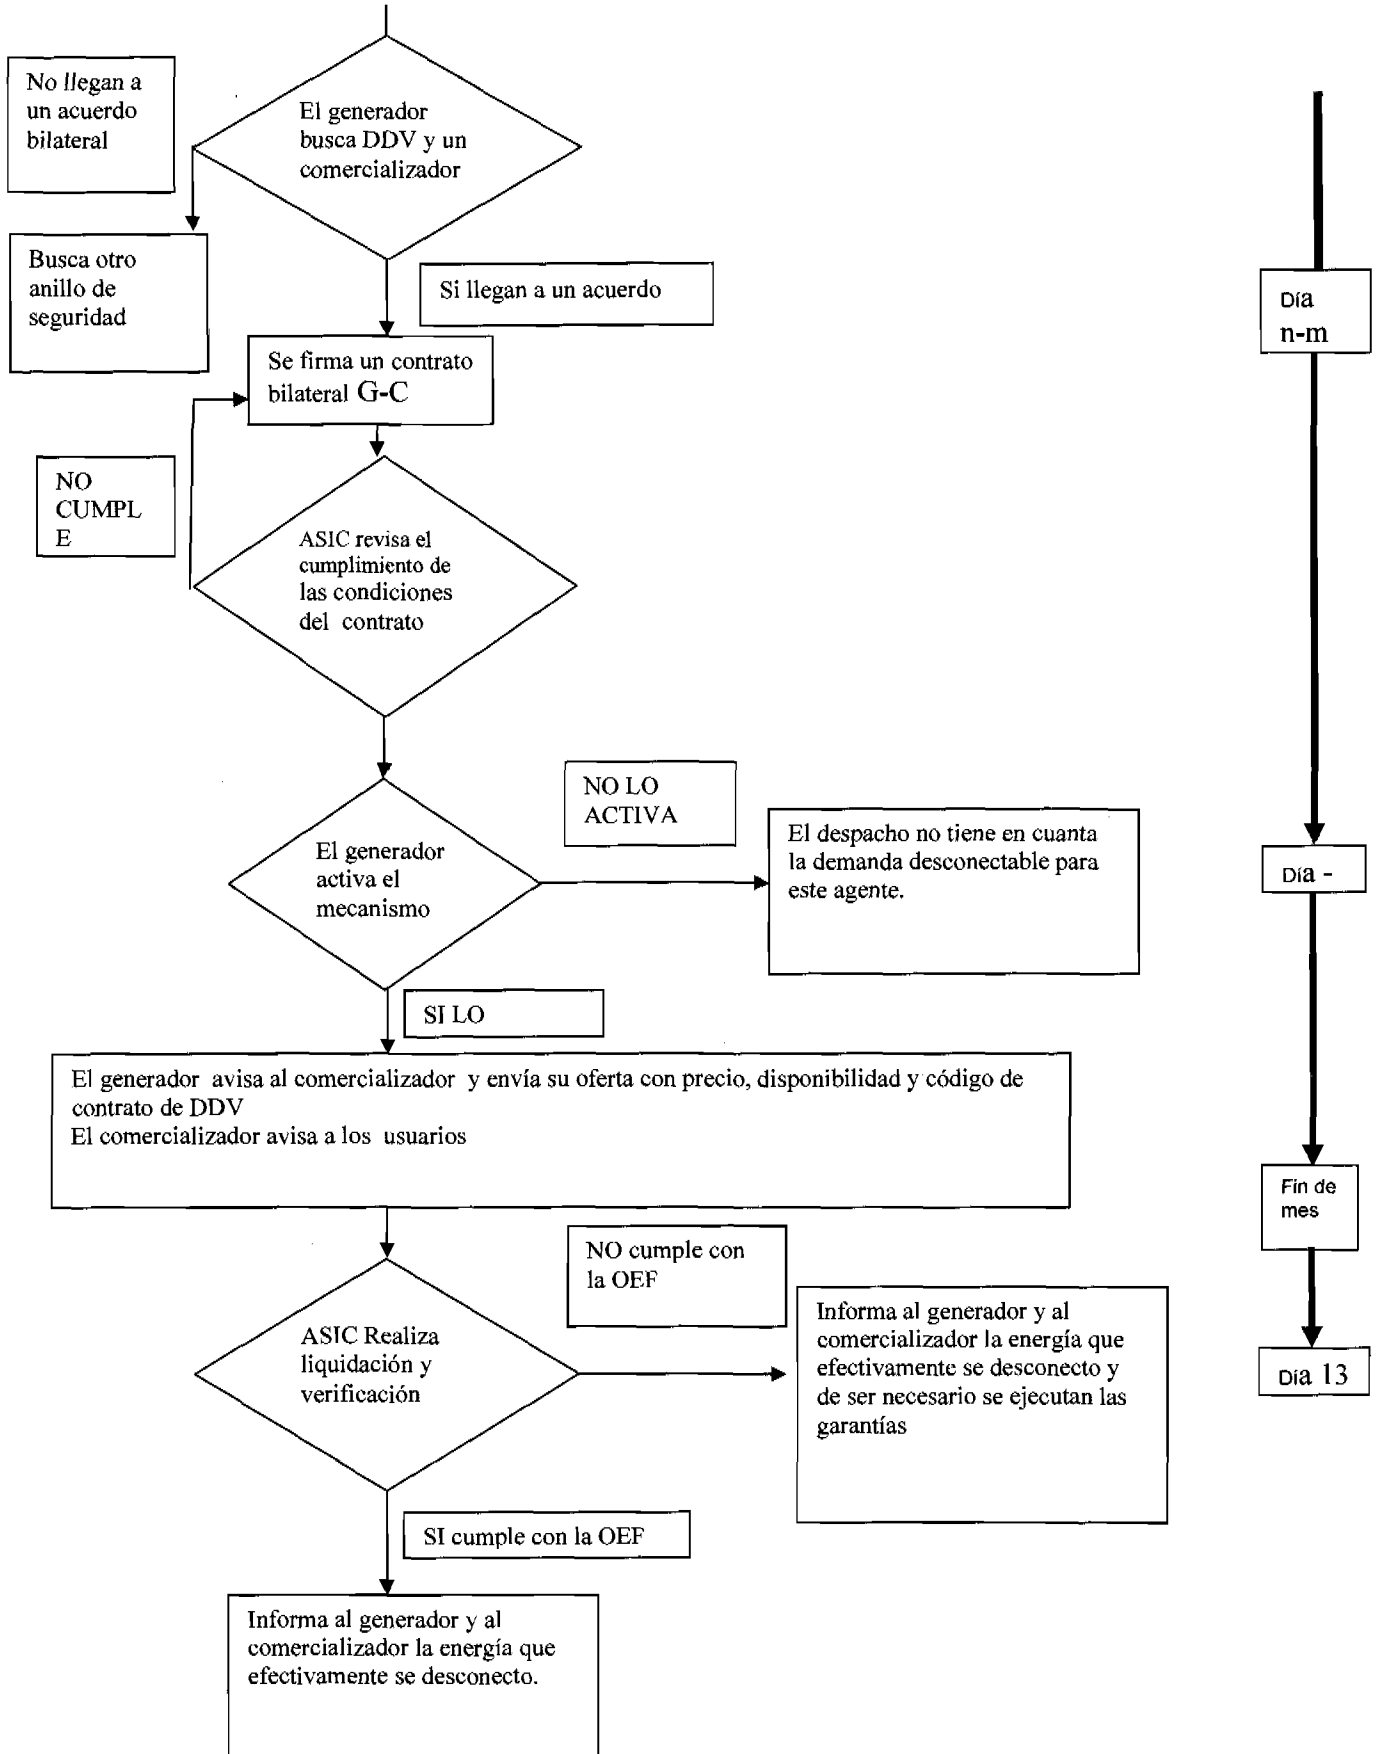 No llegan a
un acuerdo
bilateral
El generador
busca DDV y un
comercializador
Busca otro
anillo de
seguridad
Si llegan a un acuerdo
Día
n-m
Se firma un contrato
bilateral G-C
NO
CUMPL
E
ASIC revisa el
cumplimiento de
las condiciones
del contrato
NO LO
ACTIVA
El generador
activa el
mecanismo
El despacho no tiene en cuanta
la demanda desconectable para
este agente.
Día -
SI LO
El generador avisa al comercializador y envía su oferta con precio, disponibilidad y código de
contrato de DDV
El comercializador avisa a los usuarios
Fin de
mes
NO cumple con
la OEF
ASIC Realiza
liquidación y
verificación
Informa al generador y al
comercializador la energía que
efectivamente se desconecto y
de ser necesario se ejecutan las
garantías
Día 13
SI cumple con la OEF
Informa al generador y al
comercializador la energía que
efectivamente se desconecto.